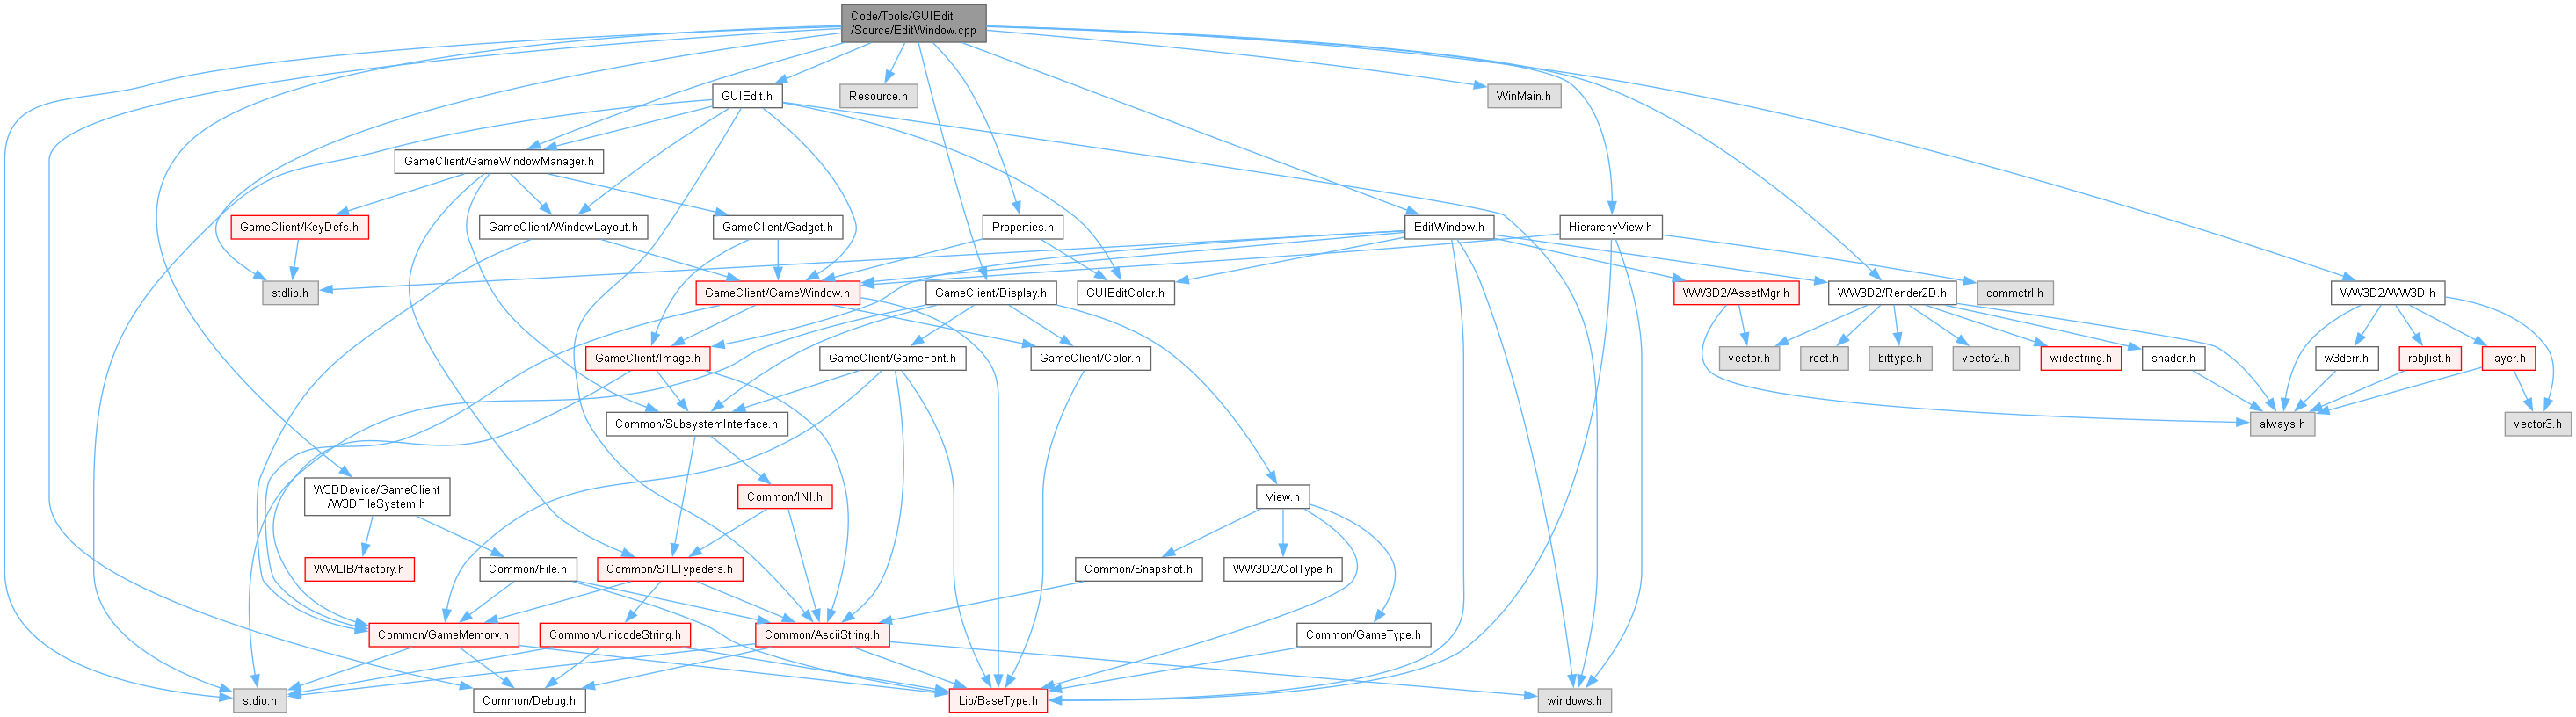 Code/Tools/GUIEdit
/Source/EditWindow.cpp
GUIEdit.h
Resource.h
WinMain.h
GameClient/GameWindowManager.h
GameClient/KeyDefs.h
GameClient/WindowLayout.h
GameClient/Gadget.h
Properties.h
EditWindow.h
HierarchyView.h
stdlib.h
GameClient/GameWindow.h
GameClient/Display.h
GUIEditColor.h
WW3D2/AssetMgr.h
WW3D2/Render2D.h
commctrl.h
WW3D2/WW3D.h
GameClient/Image.h
GameClient/GameFont.h
GameClient/Color.h
vector.h
rect.h
bittype.h
vector2.h
widestring.h
shader.h
w3derr.h
robjlist.h
layer.h
Common/SubsystemInterface.h
always.h
vector3.h
W3DDevice/GameClient
/W3DFileSystem.h
Common/INI.h
View.h
WWLIB/ffactory.h
Common/File.h
Common/STLTypedefs.h
Common/Snapshot.h
WW3D2/ColType.h
Common/GameMemory.h
Common/UnicodeString.h
Common/AsciiString.h
Common/GameType.h
stdio.h
Common/Debug.h
Lib/BaseType.h
windows.h